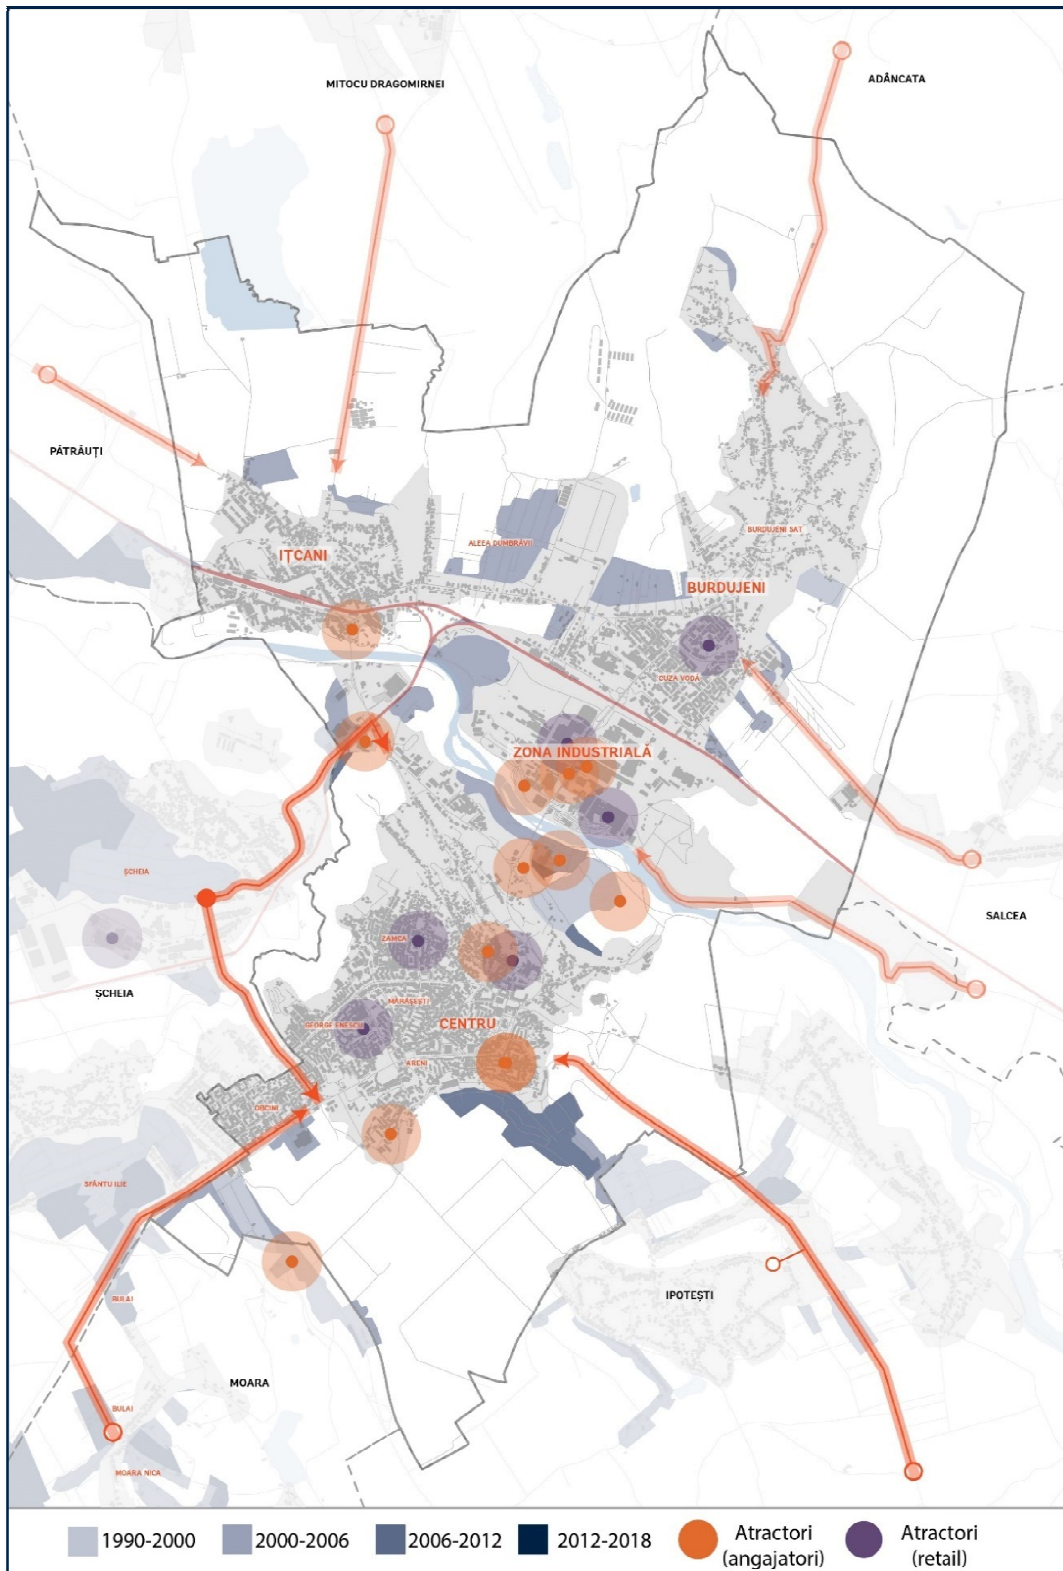 ADÂNCATA
MITOCU DRAGOMIRNEI
PĂTRĂUȚI
BURDUJENI SAT
ALEEA DUMBRĂVII
IȚCANI
BURDUJENI
CUZA VODĂ
ZONA INDUSTRIALĂ
ȘCHEIA
SALCEA
ZAMCA
ȘCHEIA
MĂRĂȘEȘTI
GEORGE ENESCU
CENTRU
ARENI
OBCINI
SFÂNTU ILIE
IPOTEȘTI
BULAI
MOARA
BULAI
MOARA NICA
1990-2000
2000-2006
2006-2012
2012-2018
Atractori
(angajatori)
Atractori
(retail)